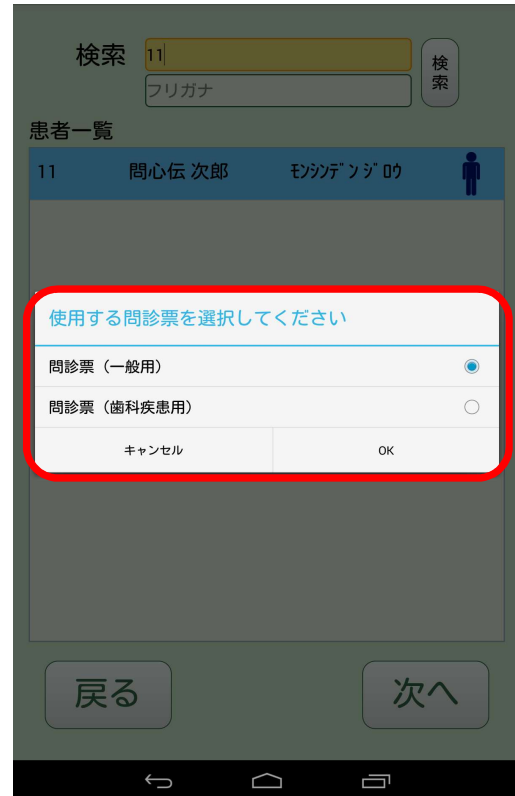 検索 11 検索
フリガナ
患者一覧
11 問心伝 次郎 ﾓﾝｼﾝﾃﾞﾝ ｼﾞﾛｳ
使用する問診票を選択してください
問診票（一般用）
問診票（歯科疾患用）
キャンセル OK
戻る 次へ